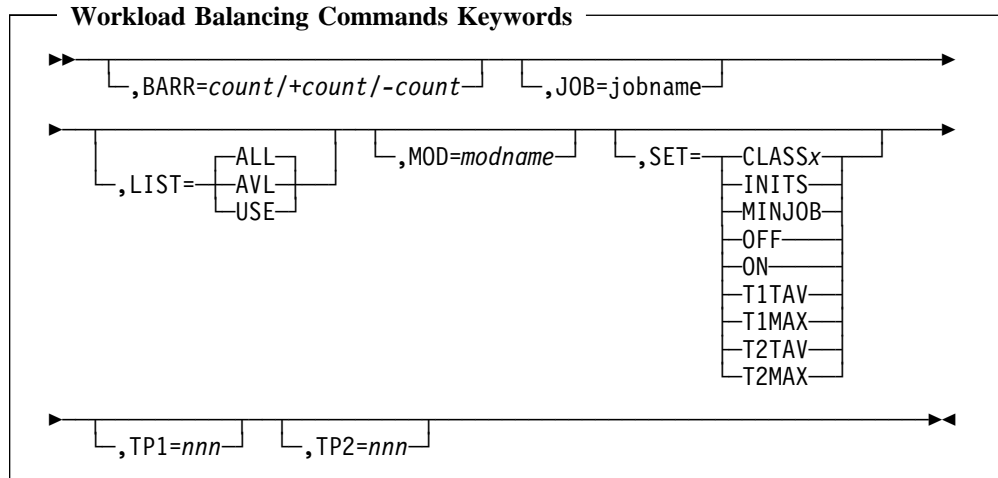 Workload Balancing Commands Keywords
,BARR=count/+count/-count ,JOB=jobname
,LIST= ALL ,MOD=modname ,SET= CLASSx
AVL INITS
USE MINJOB
OFF
ON
T1TAV
T1MAX
T2TAV
T2MAX
,TP1=nnn ,TP2=nnn